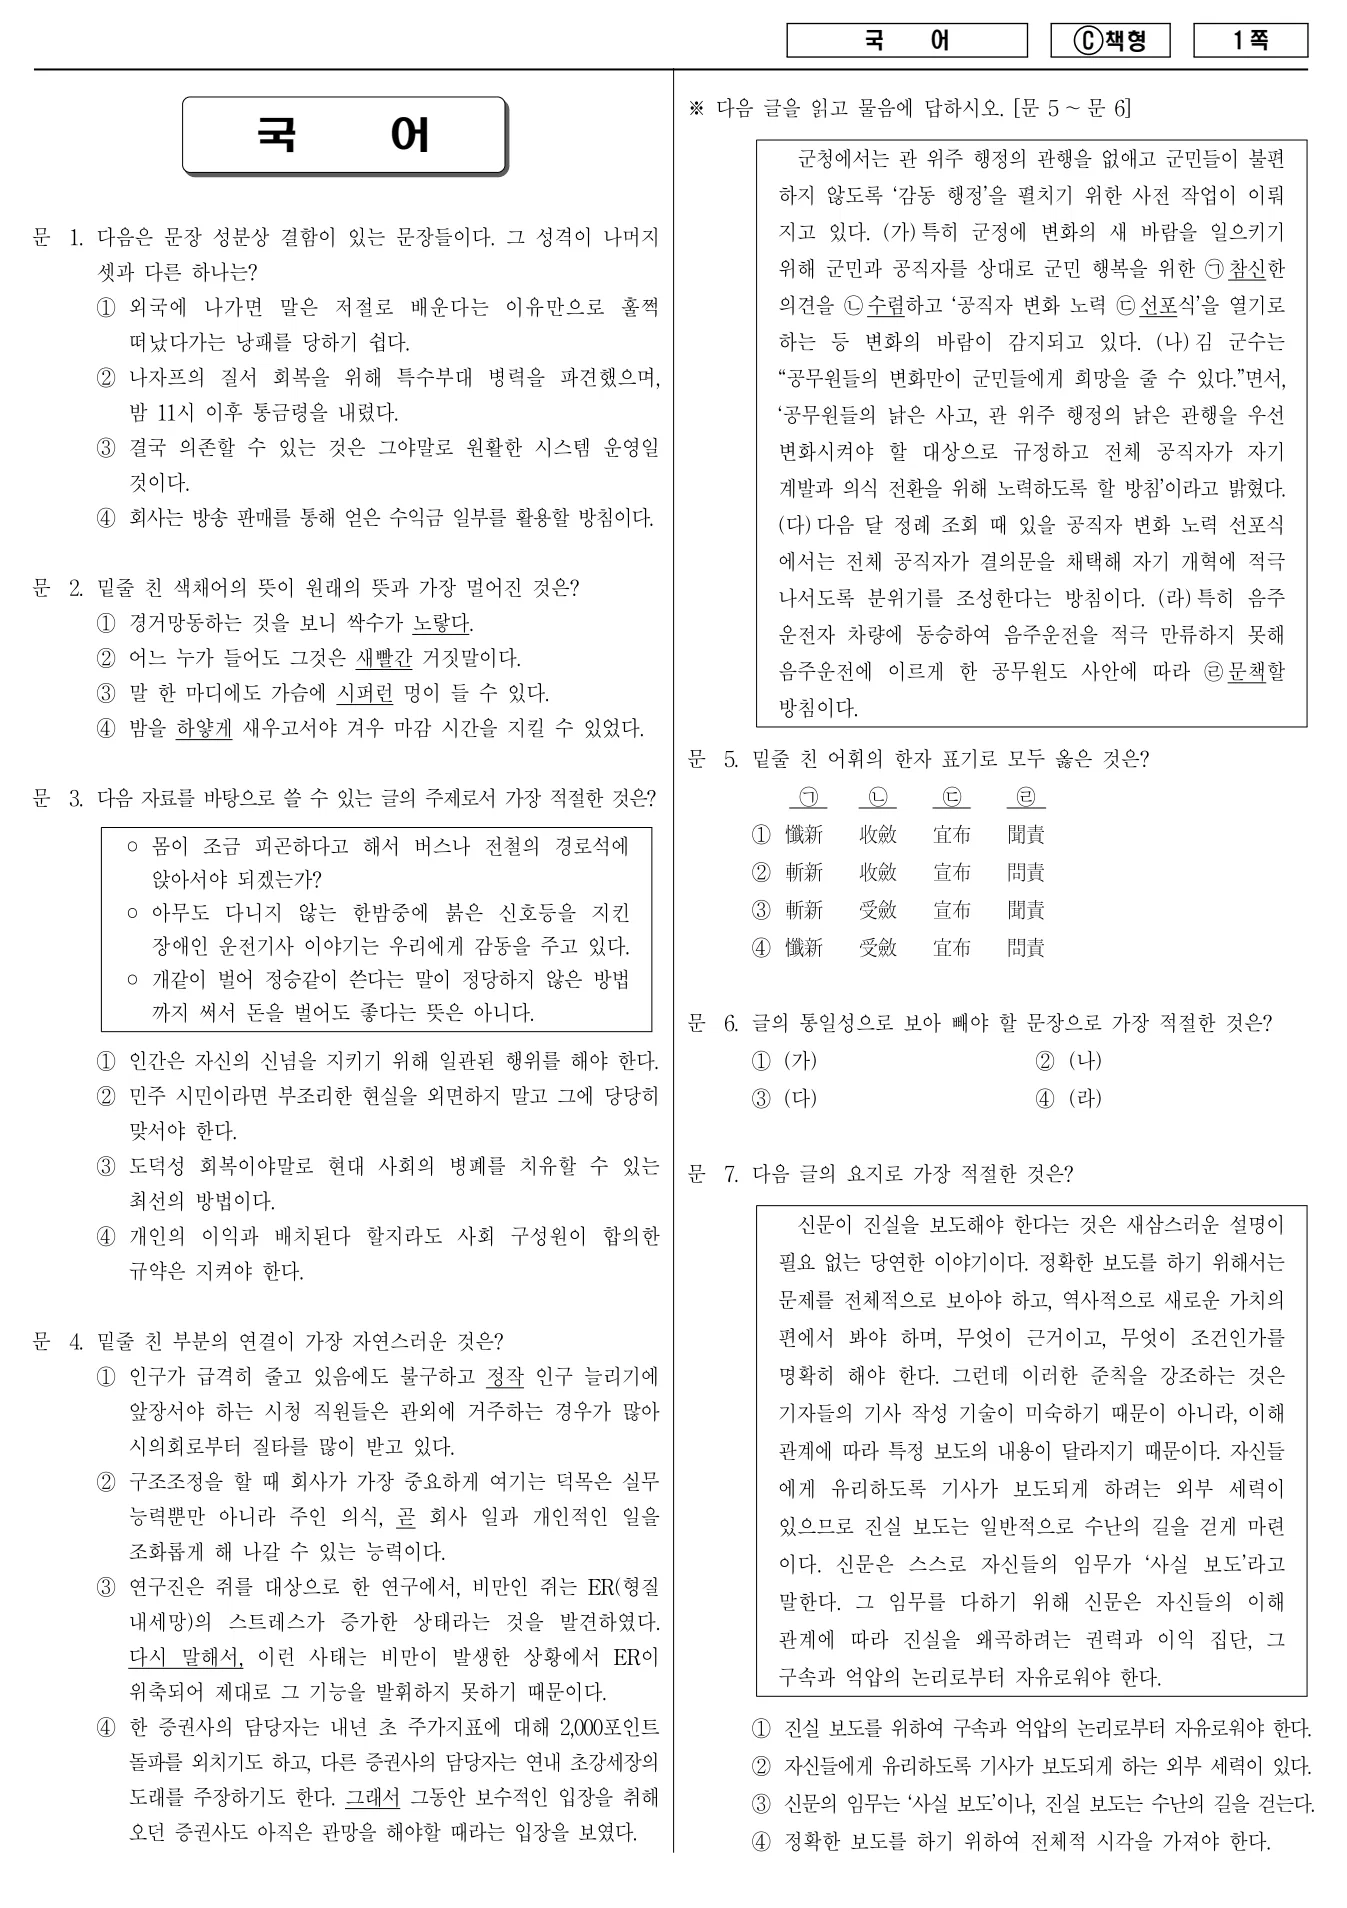 국 어
Ⓒ책형
1 쪽
국 어
문 1. 다음은 문장 성분상 결함이 있는 문장들이다. 그 성격이 나머지
셋과 다른 하나는?
① 외국에 나가면 말은 저절로 배운다는 이유만으로 훌쩍
떠났다가는 낭패를 당하기 쉽다.
② 나자프의 질서 회복을 위해 특수부대 병력을 파견했으며,
밤 11시 이후 통금령을 내렸다.
③ 결국 의존할 수 있는 것은 그야말로 원활한 시스템 운영일
것이다.
④ 회사는 방송 판매를 통해 얻은 수익금 일부를 활용할 방침이다.
문 2. 밑줄 친 색채어의 뜻이 원래의 뜻과 가장 멀어진 것은?
① 경거망동하는 것을 보니 싹수가 노랗다.
② 어느 누가 들어도 그것은 새빨간 거짓말이다.
③ 말 한 마디에도 가슴에 시퍼런 멍이 들 수 있다.
④ 밤을 하얗게 새우고서야 겨우 마감 시간을 지킬 수 있었다.
문 3. 다음 자료를 바탕으로 쓸 수 있는 글의 주제로서 가장 적절한 것은?
○ 몸이 조금 피곤하다고 해서 버스나 전철의 경로석에
앉아서야 되겠는가?
○ 아무도 다니지 않는 한밤중에 붉은 신호등을 지킨
장애인 운전기사 이야기는 우리에게 감동을 주고 있다.
○ 개같이 벌어 정승같이 쓴다는 말이 정당하지 않은 방법
까지 써서 돈을 벌어도 좋다는 뜻은 아니다.
① 인간은 자신의 신념을 지키기 위해 일관된 행위를 해야 한다.
② 민주 시민이라면 부조리한 현실을 외면하지 말고 그에 당당히
맞서야 한다.
③ 도덕성 회복이야말로 현대 사회의 병폐를 치유할 수 있는
최선의 방법이다.
④ 개인의 이익과 배치된다 할지라도 사회 구성원이 합의한
규약은 지켜야 한다.
문 4. 밑줄 친 부분의 연결이 가장 자연스러운 것은?
① 인구가 급격히 줄고 있음에도 불구하고 정작 인구 늘리기에
앞장서야 하는 시청 직원들은 관외에 거주하는 경우가 많아
시의회로부터 질타를 많이 받고 있다.
② 구조조정을 할 때 회사가 가장 중요하게 여기는 덕목은 실무
능력뿐만 아니라 주인 의식, 곧 회사 일과 개인적인 일을
조화롭게 해 나갈 수 있는 능력이다.
③ 연구진은 쥐를 대상으로 한 연구에서, 비만인 쥐는 ER(형질
내세망)의 스트레스가 증가한 상태라는 것을 발견하였다.
다시 말해서, 이런 사태는 비만이 발생한 상황에서 ER이
위축되어 제대로 그 기능을 발휘하지 못하기 때문이다.
④ 한 증권사의 담당자는 내년 초 주가지표에 대해 2,000포인트
돌파를 외치기도 하고, 다른 증권사의 담당자는 연내 초강세장의
도래를 주장하기도 한다. 그래서 그동안 보수적인 입장을 취해
오던 증권사도 아직은 관망을 해야할 때라는 입장을 보였다.
※ 다음 글을 읽고 물음에 답하시오. [문 5 ~ 문 6]
군청에서는 관 위주 행정의 관행을 없애고 군민들이 불편
하지 않도록 ‘감동 행정’을 펼치기 위한 사전 작업이 이뤄
지고 있다. (가) 특히 군정에 변화의 새 바람을 일으키기
위해 군민과 공직자를 상대로 군민 행복을 위한 ㉠참신한
의견을 ㉡수렴하고 ‘공직자 변화 노력 ㉢선포식’을 열기로
하는 등 변화의 바람이 감지되고 있다. (나) 김 군수는
“공무원들의 변화만이 군민들에게 희망을 줄 수 있다.”면서,
‘공무원들의 낡은 사고, 관 위주 행정의 낡은 관행을 우선
변화시켜야 할 대상으로 규정하고 전체 공직자가 자기
계발과 의식 전환을 위해 노력하도록 할 방침’이라고 밝혔다.
(다) 다음 달 정례 조회 때 있을 공직자 변화 노력 선포식
에서는 전체 공직자가 결의문을 채택해 자기 개혁에 적극
나서도록 분위기를 조성한다는 방침이다. (라) 특히 음주
운전자 차량에 동승하여 음주운전을 적극 만류하지 못해
음주운전에 이르게 한 공무원도 사안에 따라 ㉣문책할
방침이다.
문 5. 밑줄 친 어휘의 한자 표기로 모두 옳은 것은?
㉠ ㉡ ㉢ ㉣
① 懺新 收斂 宜布 聞責
② 斬新 收斂 宣布 問責
③ 斬新 受斂 宣布 聞責
④ 懺新 受斂 宜布 問責
문 6. 글의 통일성으로 보아 빼야 할 문장으로 가장 적절한 것은?
① (가) ② (나)
③ (다) ④ (라)
문 7. 다음 글의 요지로 가장 적절한 것은?
신문이 진실을 보도해야 한다는 것은 새삼스러운 설명이
필요 없는 당연한 이야기이다. 정확한 보도를 하기 위해서는
문제를 전체적으로 보아야 하고, 역사적으로 새로운 가치의
편에서 봐야 하며, 무엇이 근거이고, 무엇이 조건인가를
명확히 해야 한다. 그런데 이러한 준칙을 강조하는 것은
기자들의 기사 작성 기술이 미숙하기 때문이 아니라, 이해
관계에 따라 특정 보도의 내용이 달라지기 때문이다. 자신들
에게 유리하도록 기사가 보도되게 하려는 외부 세력이
있으므로 진실 보도는 일반적으로 수난의 길을 걷게 마련
이다. 신문은 스스로 자신들의 임무가 ‘사실 보도’라고
말한다. 그 임무를 다하기 위해 신문은 자신들의 이해
관계에 따라 진실을 왜곡하려는 권력과 이익 집단, 그
구속과 억압의 논리로부터 자유로워야 한다.
① 진실 보도를 위하여 구속과 억압의 논리로부터 자유로워야 한다.
② 자신들에게 유리하도록 기사가 보도되게 하는 외부 세력이 있다.
③ 신문의 임무는 ‘사실 보도’이나, 진실 보도는 수난의 길을 걷는다.
④ 정확한 보도를 하기 위하여 전체적 시각을 가져야 한다.